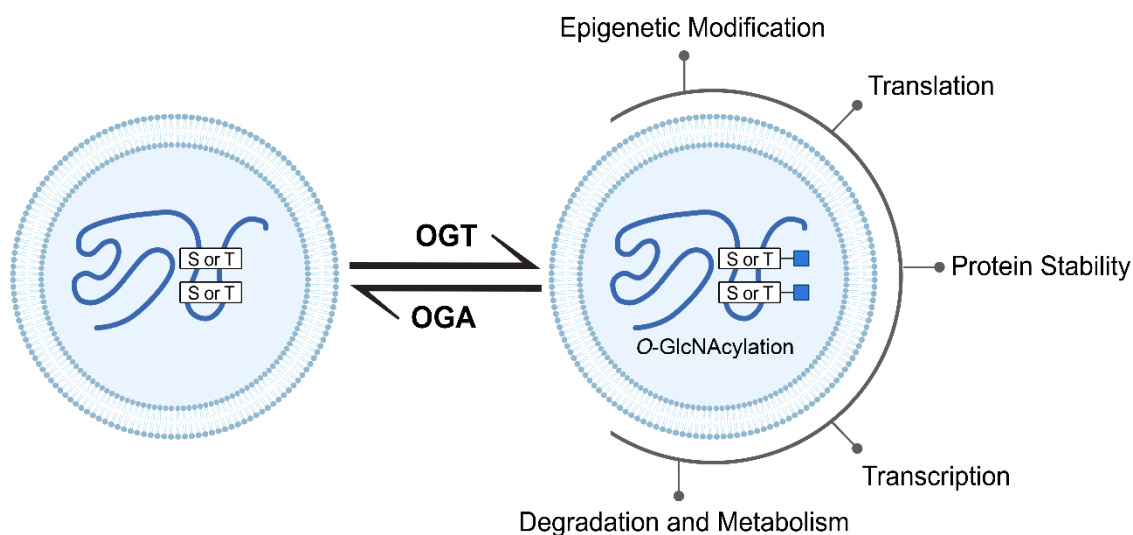 Epigenetic Modification
Translation
OGT
S or T
S or T
S or T
S or T
Protein Stability
OGA
O-GlcNAcylation
Transcription
Degradation and Metabolism